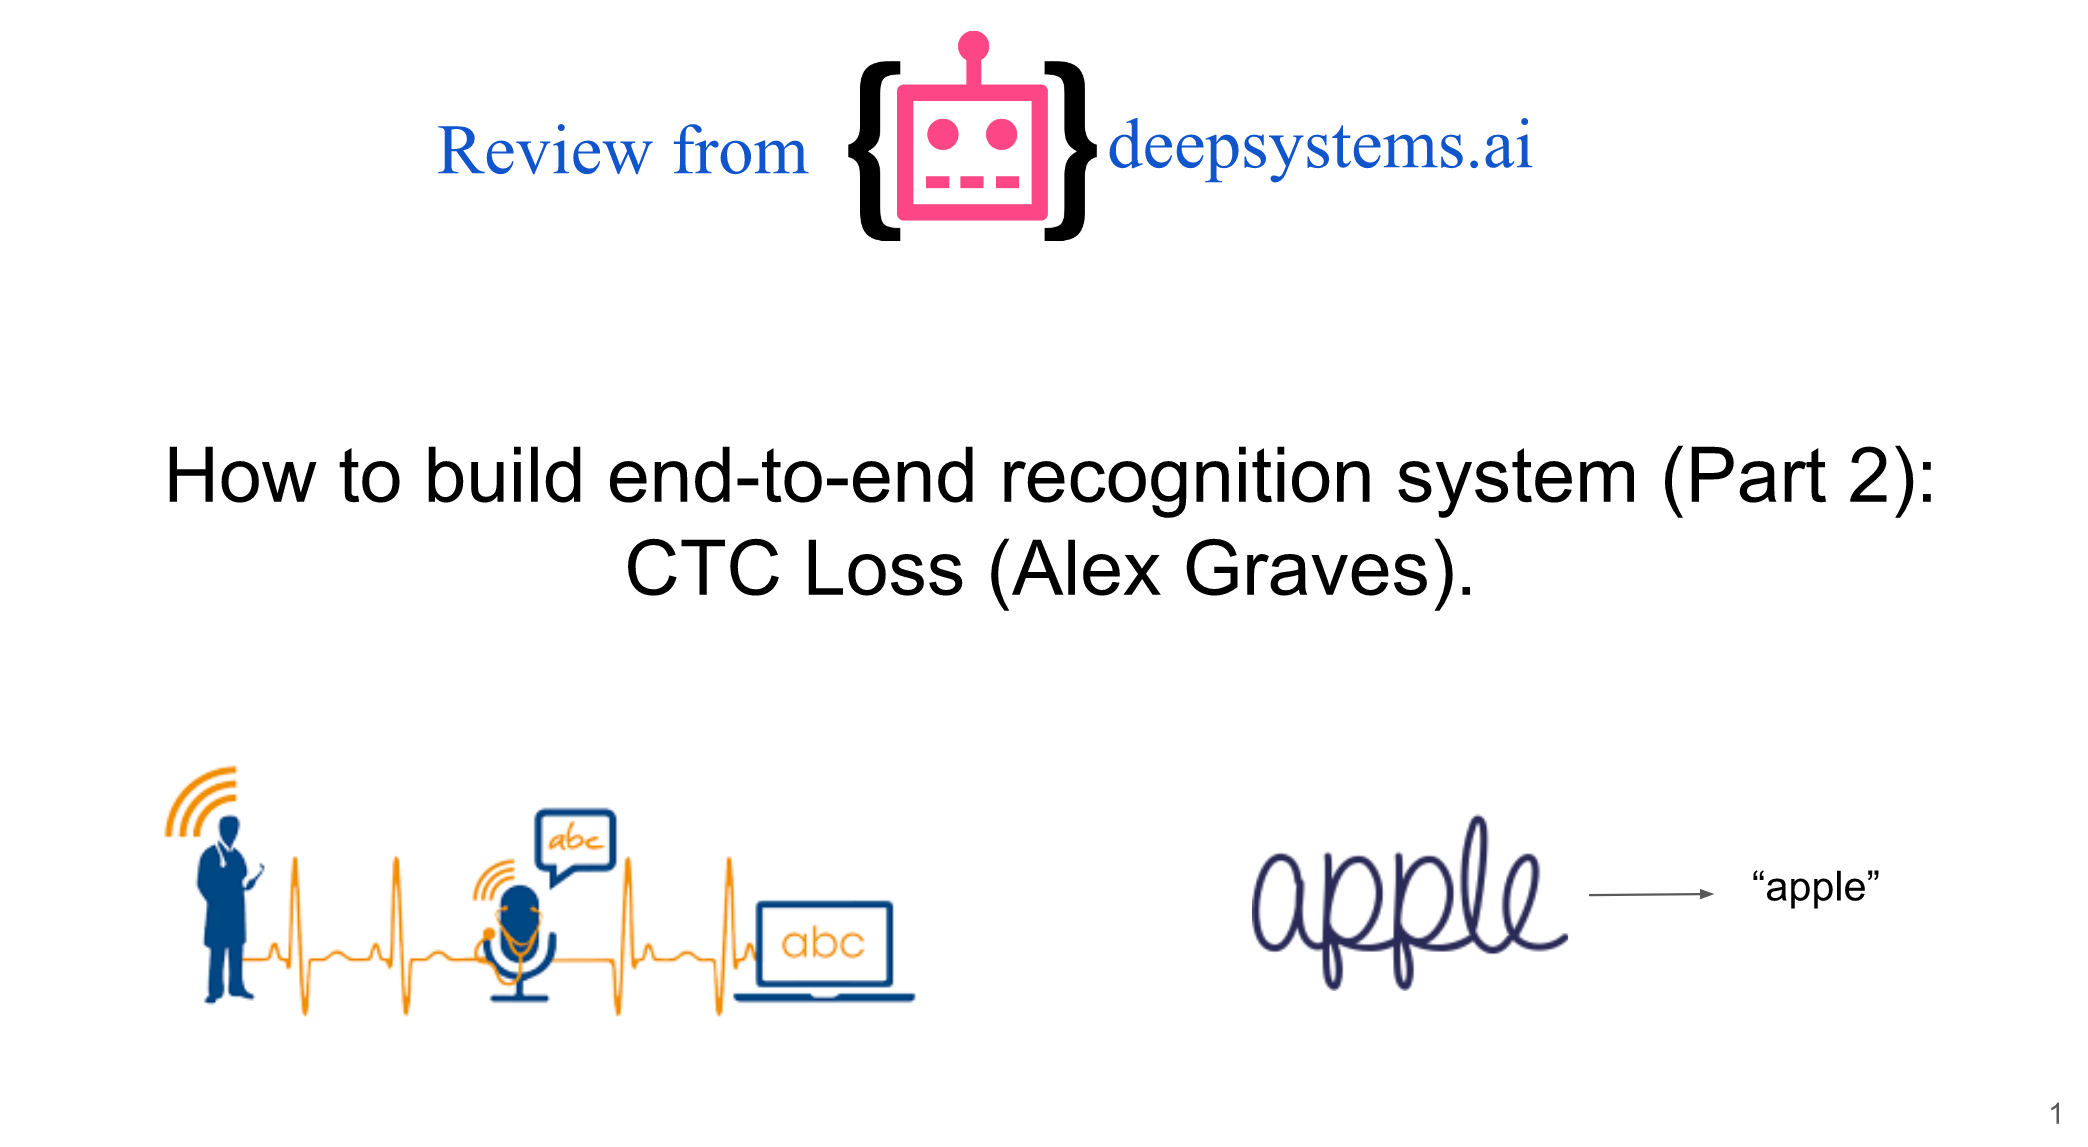 Review from
deepsystems.ai
How to build end-to-end recognition system (Part 2):
CTC Loss (Alex Graves).
abc
abc
apple
“apple”
1